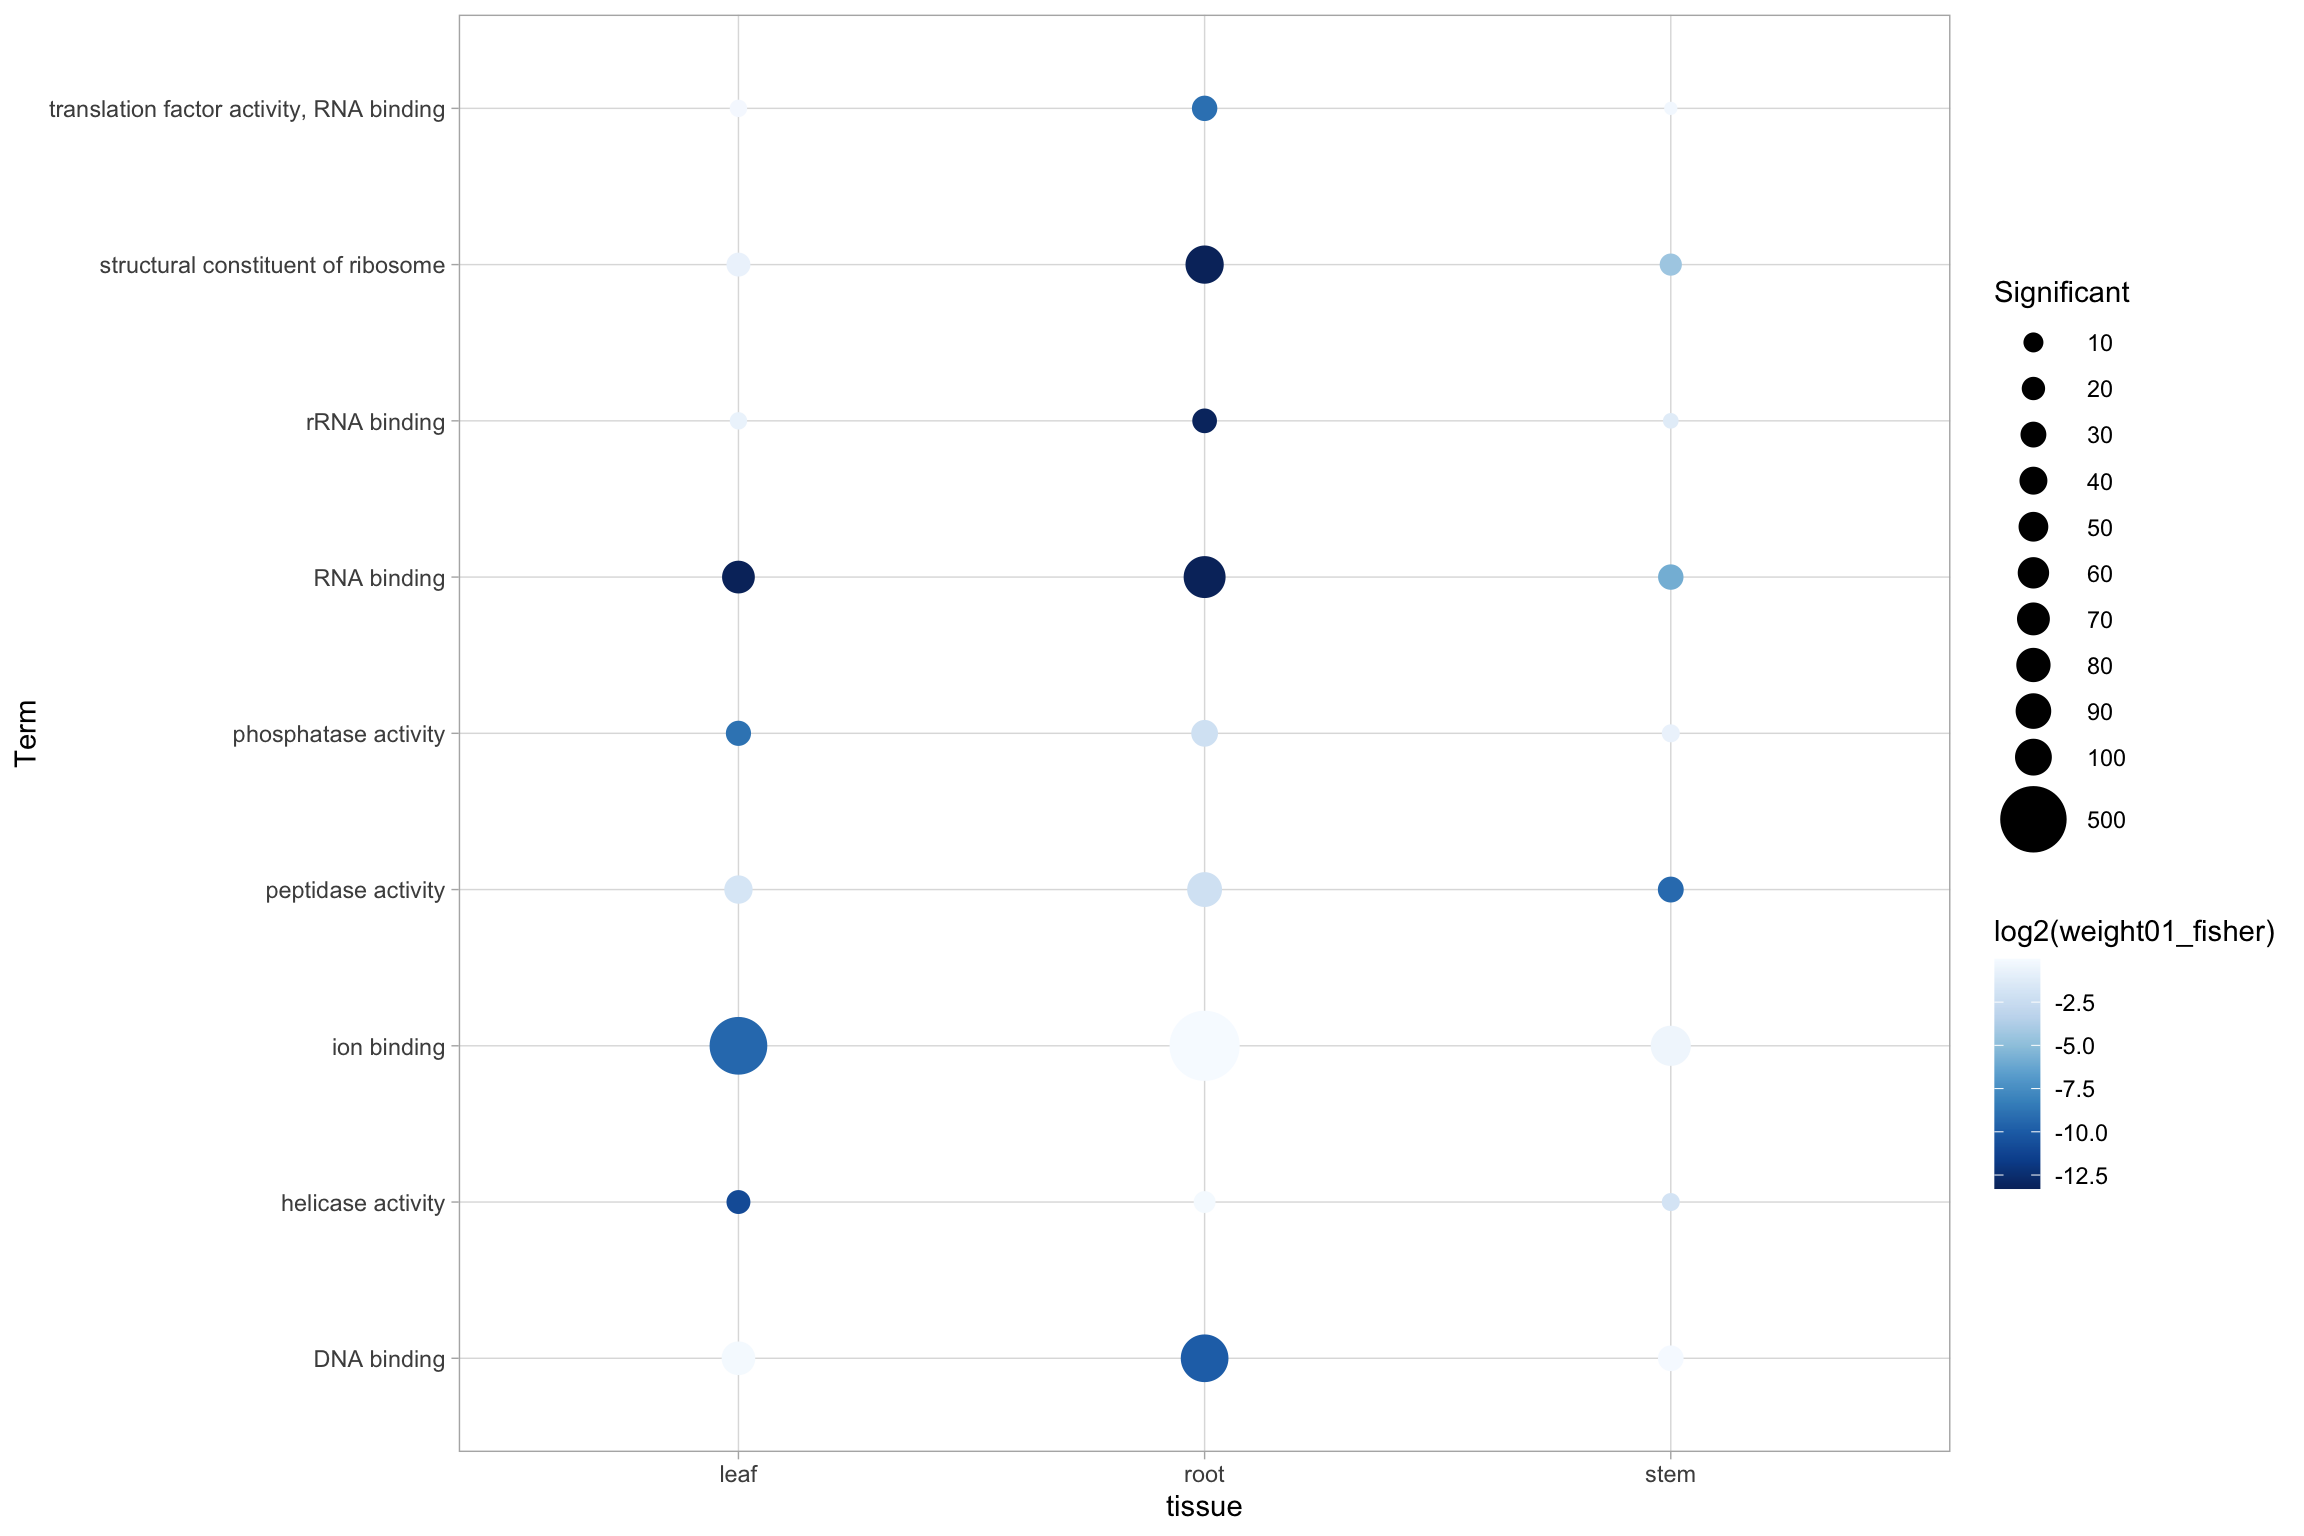 translation factor activity, RNA binding
structural constituent of ribosome
rRNA binding
RNA binding
phosphatase activity
peptidase activity
ion binding
helicase activity
DNA binding
Term
leaf
root
stem
tissue
Significant
10
20
30
40
50
60
70
80
90
100
500
log2(weight01_fisher)
-2.5
-5.0
-7.5
-10.0
-12.5